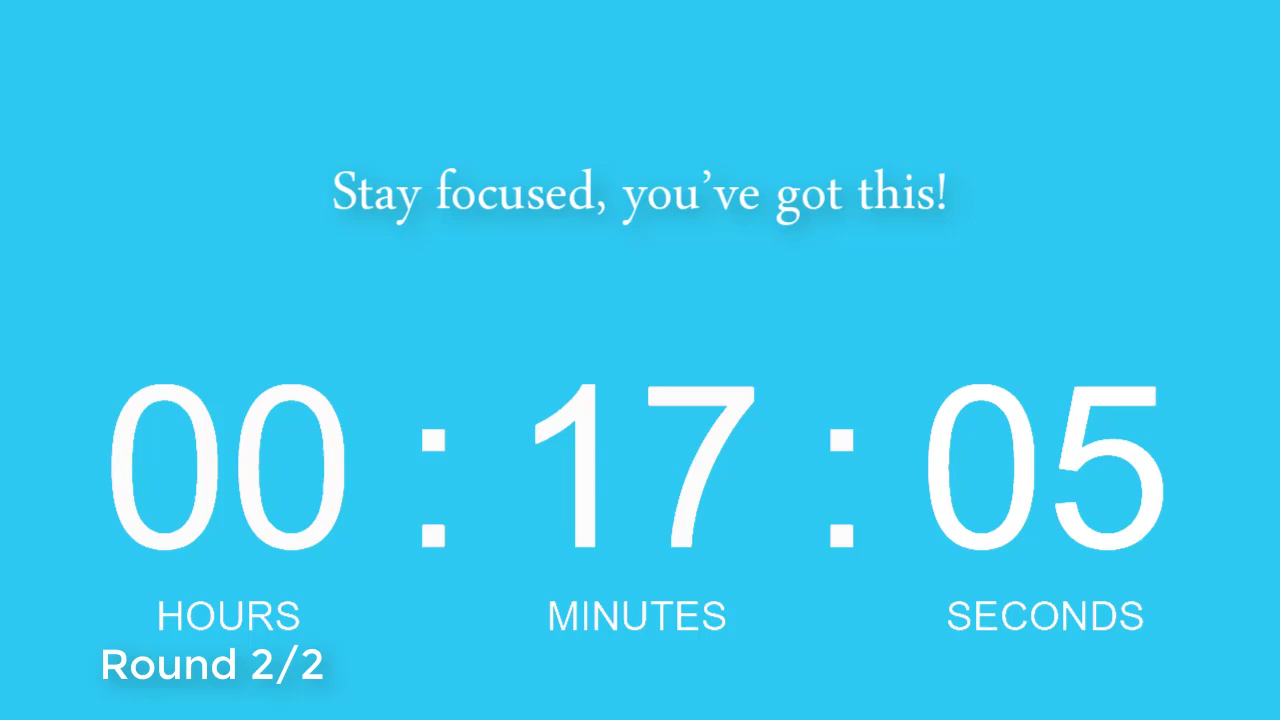 Stay focused, you’ve got this!
00 : 17 : 05
HOURS MINUTES SECONDS
Round 2/2